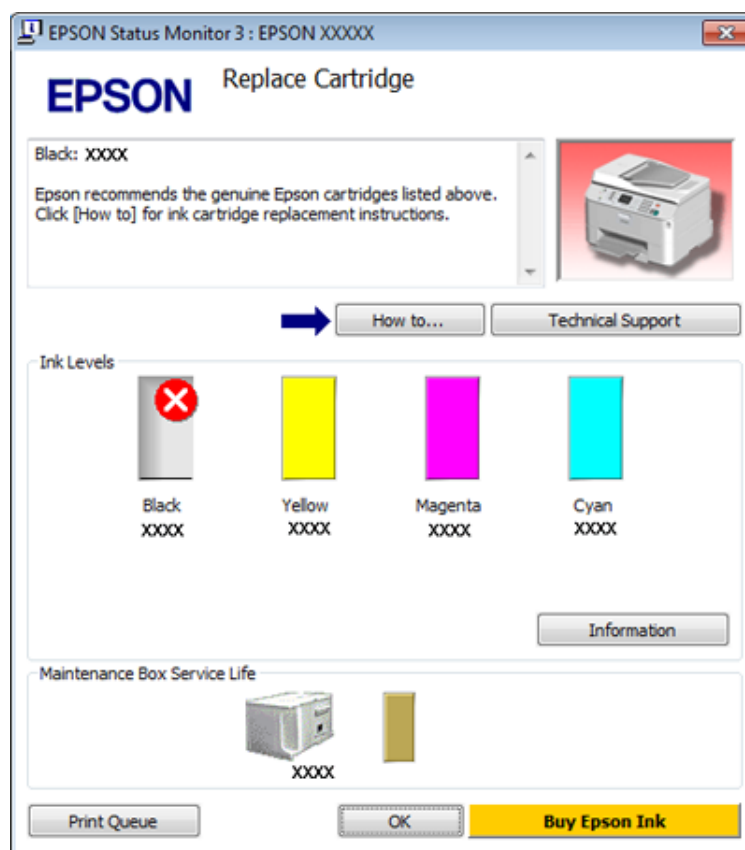 EPSON Status Monitor 3 : EPSON XXXXX
EPSON
Replace Cartridge
Black: XXXX
Epson recommends the genuine Epson cartridges listed above.
Click [How to] for ink cartridge replacement instructions.
How to...
Technical Support
Ink Levels
Black
Yellow
Magenta
Cyan
XXXX
XXXX
XXXX
XXXX
Information
Maintenance Box Service Life
XXXX
Print Queue
OK
Buy Epson Ink